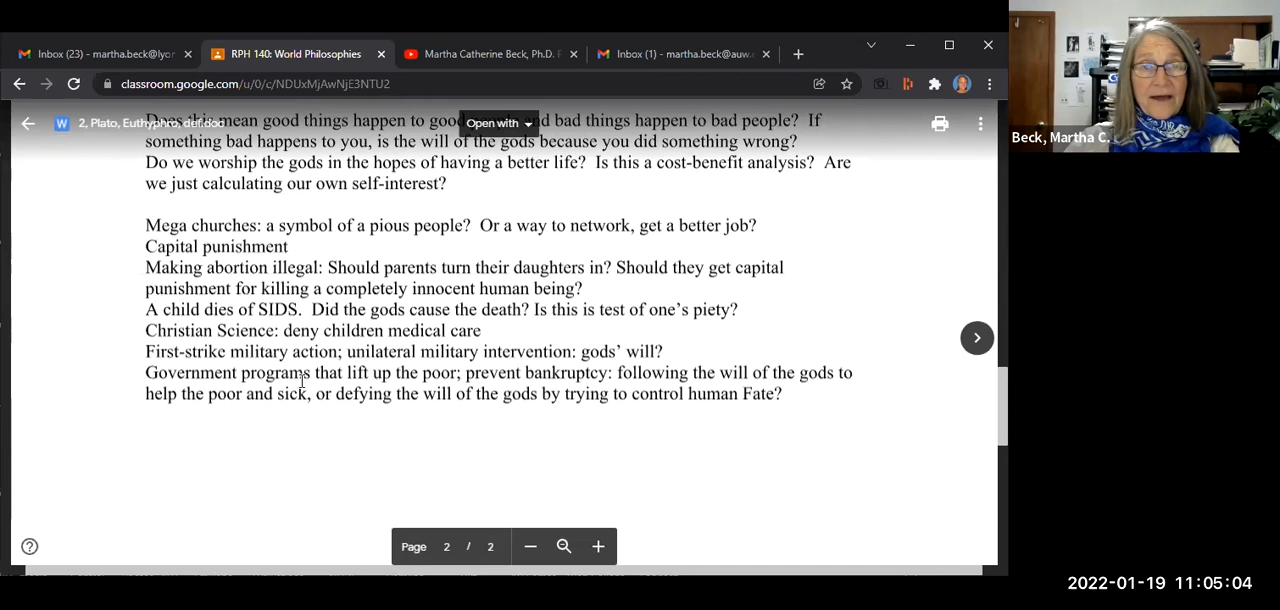 Inbox (23) - martha.beck@lyor
RPH 140: World Philosophies
Martha Catherine Beck, Ph.D.
Inbox (1) - martha.beck@auw.
classroom.google.com/u/0/c/NDUxMjAwNjE3NTU2
Beck, Martha C.
2, Plato, Euthyphro, def.doc
Open with
mean good things happen to good and bad things happen to bad people? If
something bad happens to you, is the will of the gods because you did something wrong?
Do we worship the gods in the hopes of having a better life? Is this a cost-benefit analysis? Are
we just calculating our own self-interest?
Mega churches: a symbol of a pious people? Or a way to network, get a better job?
Capital punishment
Making abortion illegal: Should parents turn their daughters in? Should they get capital
punishment for killing a completely innocent human being?
A child dies of SIDS. Did the gods cause the death? Is this is test of one's piety?
Christian Science: deny children medical care
First-strike military action; unilateral military intervention: gods' will?
Government programs that lift up the poor; prevent bankruptcy: following the will of the gods to
help the poor and sick, or defying the will of the gods by trying to control human Fate?
Page 2 / 2
2022-01-19 11:05:04